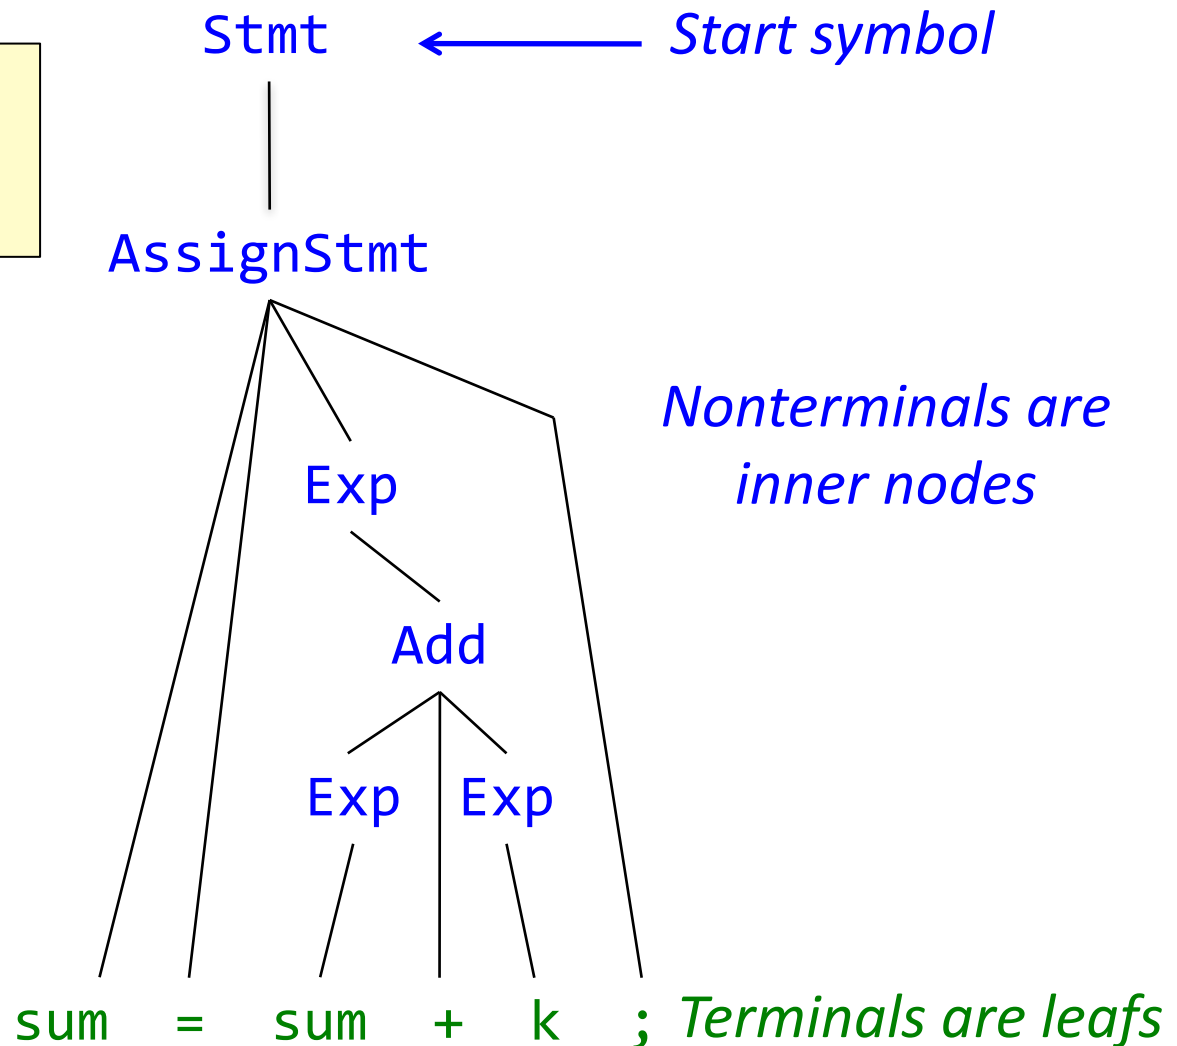 Stmt
Start symbol
AssignStmt
Nonterminals are
inner nodes
Exp
Add
Exp Exp
sum = sum + k ; Terminals are leafs